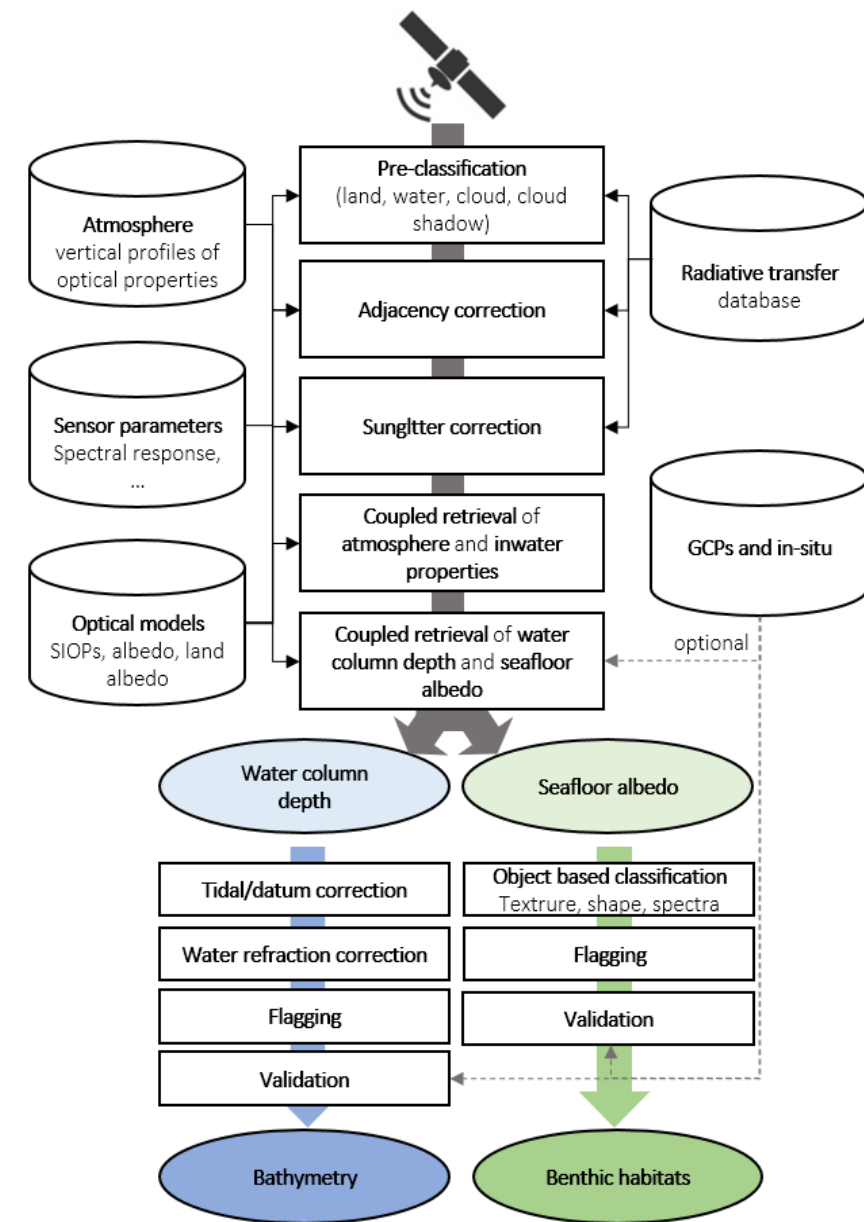 Pre-classification
(land, water, cloud, cloud
shadow)
Atmosphere
vertical profiles of
optical properties
Radiative transfer
database
Adjacency correction
Sensor parameters
Spectral response,
...
Sungltter correction
Coupled retrieval of
atmosphere and inwater
properties
GCPs and in-situ
Optical models
SIOPs, albedo, land
albedo
Coupled retrieval of water
column depth and seafloor
albedo
optional
Water column
depth
Seafloor albedo
Tidal/datum correction
Water refraction correction
Flagging
Validation
Object based classification
Textrure, shape, spectra
Flagging
Validation
Bathymetry
Benthic habitats